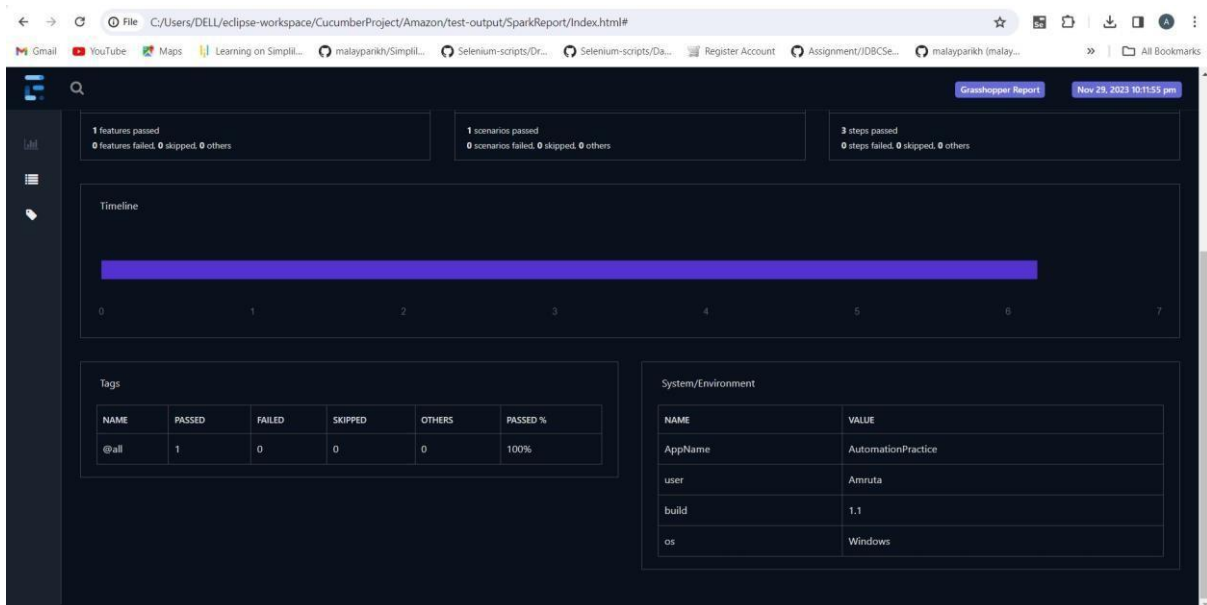 File C:/Users/DELL/eclipse-workspace/CucumberProject/Amazon/test-output/SparkReport/Index.html#
Gmail YouTube Maps Learning on Simplil... malayparikh/Simplil... Selenium-scripts/Dr... Selenium-scripts/Da... Register Account Assignment/JDBCSe... malayparikh (malay... » All Bookmarks
Grasshopper Report Nov 29, 2023 10:11:55 pm
1 features passed 1 scenarios passed 3 steps passed
0 features failed, 0 skipped, 0 others 0 scenarios failed, 0 skipped, 0 others 0 steps failed, 0 skipped, 0 others
Timeline
0 1 2 3 4 5 6 7
Tags
NAME PASSED FAILED SKIPPED OTHERS PASSED %
@all 1 0 0 0 100%
System/Environment
NAME VALUE
AppName AutomationPractice
user Amruta
build 1.1
os Windows